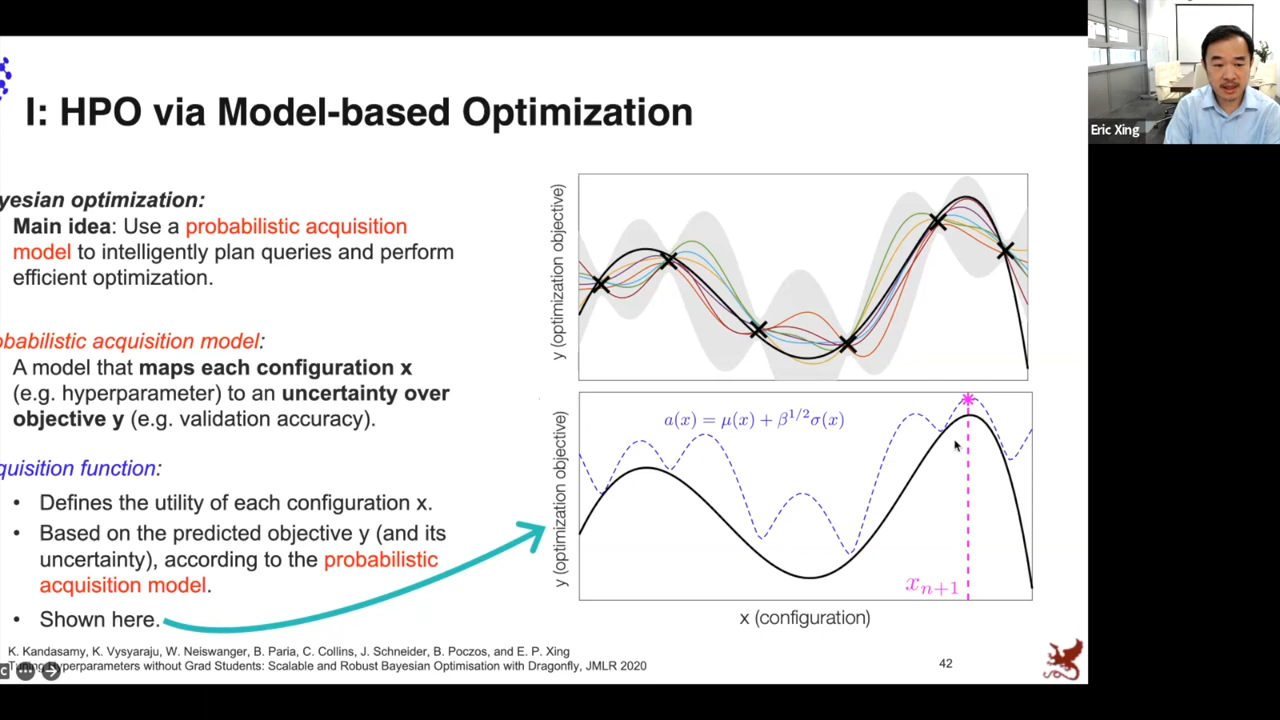 I: HPO via Model-based Optimization
Eric Xing
yesian optimization:
Main idea: Use a probabilistic acquisition
model to intelligently plan queries and perform
efficient optimization.
obabilistic acquisition model:
A model that maps each configuration x
(e.g. hyperparameter) to an uncertainty over
objective y (e.g. validation accuracy).
quisition function:
• Defines the utility of each configuration x.
• Based on the predicted objective y (and its
uncertainty), according to the probabilistic
acquisition model.
• Shown here.
y (optimization objective)
y (optimization objective)
a(x) = μ(x) + β^{1/2}σ(x)
x_{n+1}
x (configuration)
K. Kandasamy, K. Vysyaraju, W. Neiswanger, B. Paria, C. Collins, J. Schneider, B. Poczos, and E. P. Xing
Tuning Hyperparameters without Grad Students: Scalable and Robust Bayesian Optimisation with Dragonfly, JMLR 2020
42